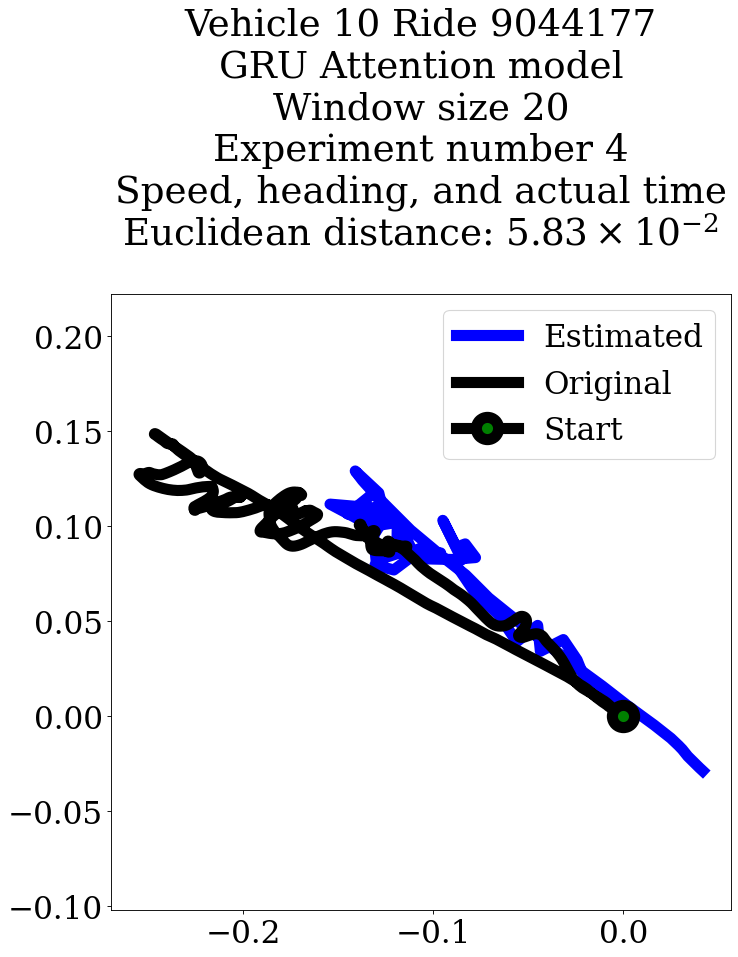 Vehicle 10 Ride 9044177
GRU Attention model
Window size 20
Experiment number 4
Speed, heading, and actual time
Euclidean distance: 5.83 × 10⁻²
Estimated
Original
Start
0.20
0.15
0.10
0.05
0.00
−0.05
−0.10
−0.2
−0.1
0.0